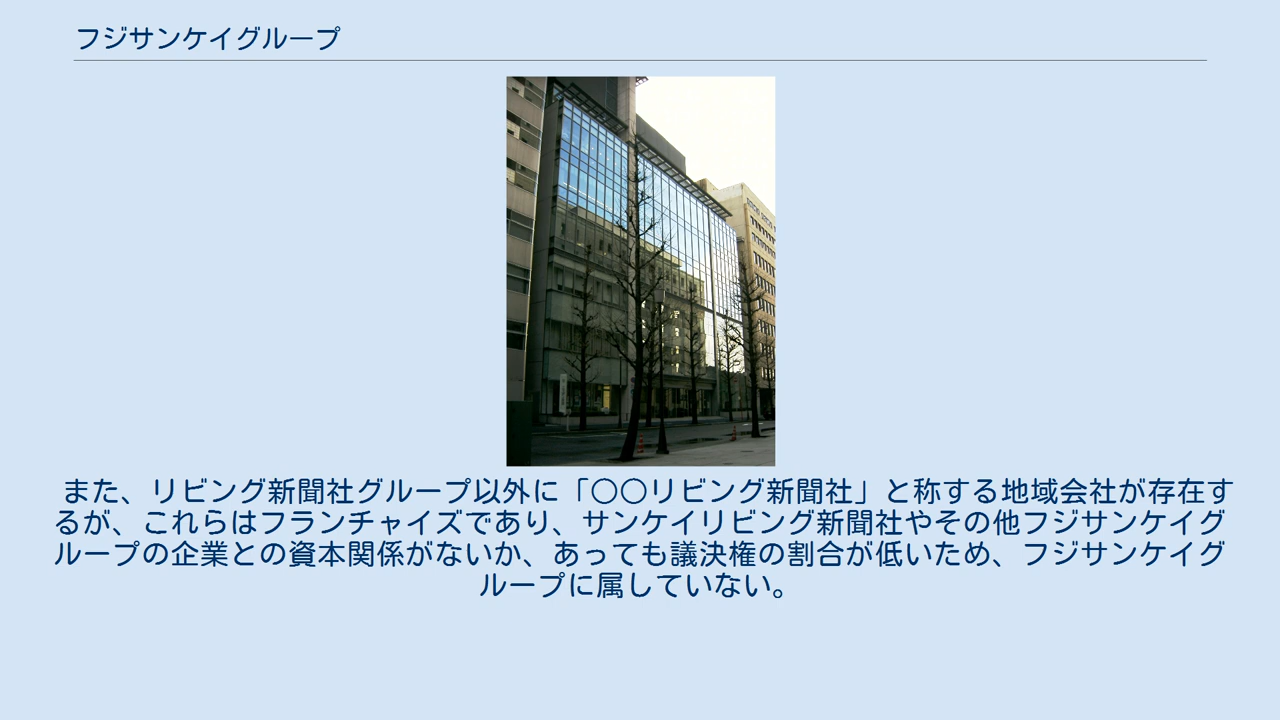 フジサンケイグループ
また、リビング新聞社グループ以外に「〇〇リビング新聞社」と称する地域会社が存在す
るが、これらはフランチャイズであり、サンケイリビング新聞社やその他フジサンケイグ
ループの企業との資本関係がないか、あっても議決権の割合が低いため、フジサンケイグ
ループに属していない。